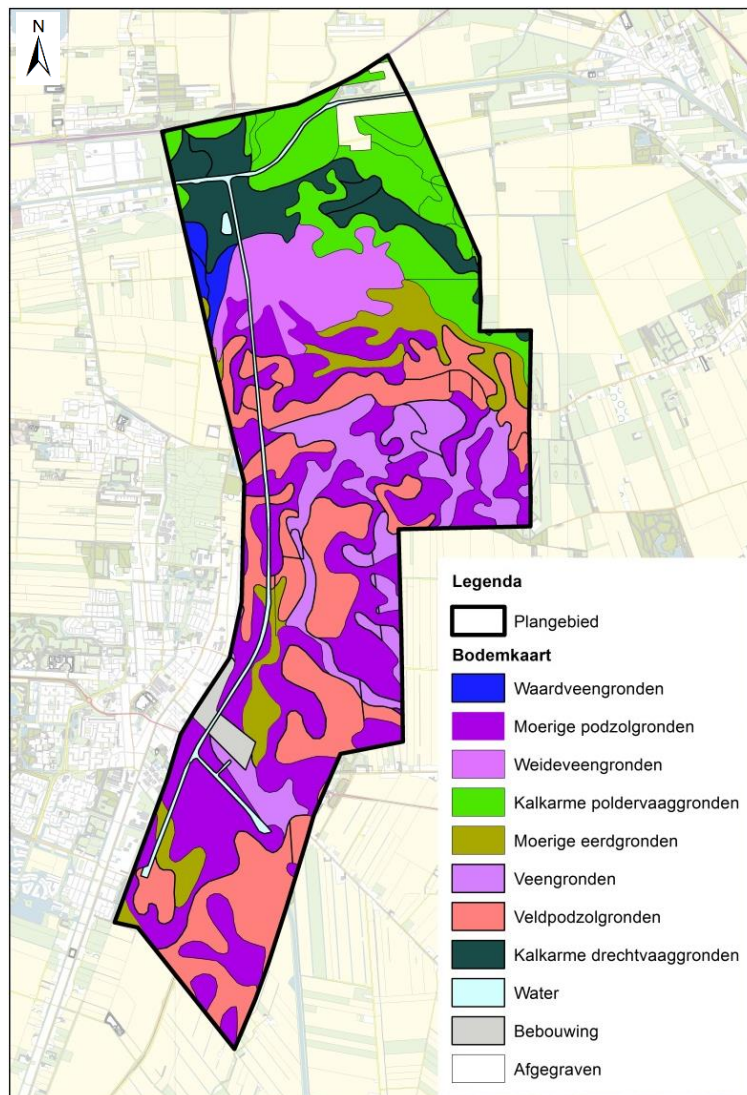 N
Legenda
Plangebied
Bodemkaart
Waardveengronden
Moerige podzolgronden
Weideveengronden
Kalkarme poldervaaggronden
Moerige eerdgronden
Veengronden
Veldpodzolgronden
Kalkarme drechtvaaggronden
Water
Bebouwing
Afgegraven